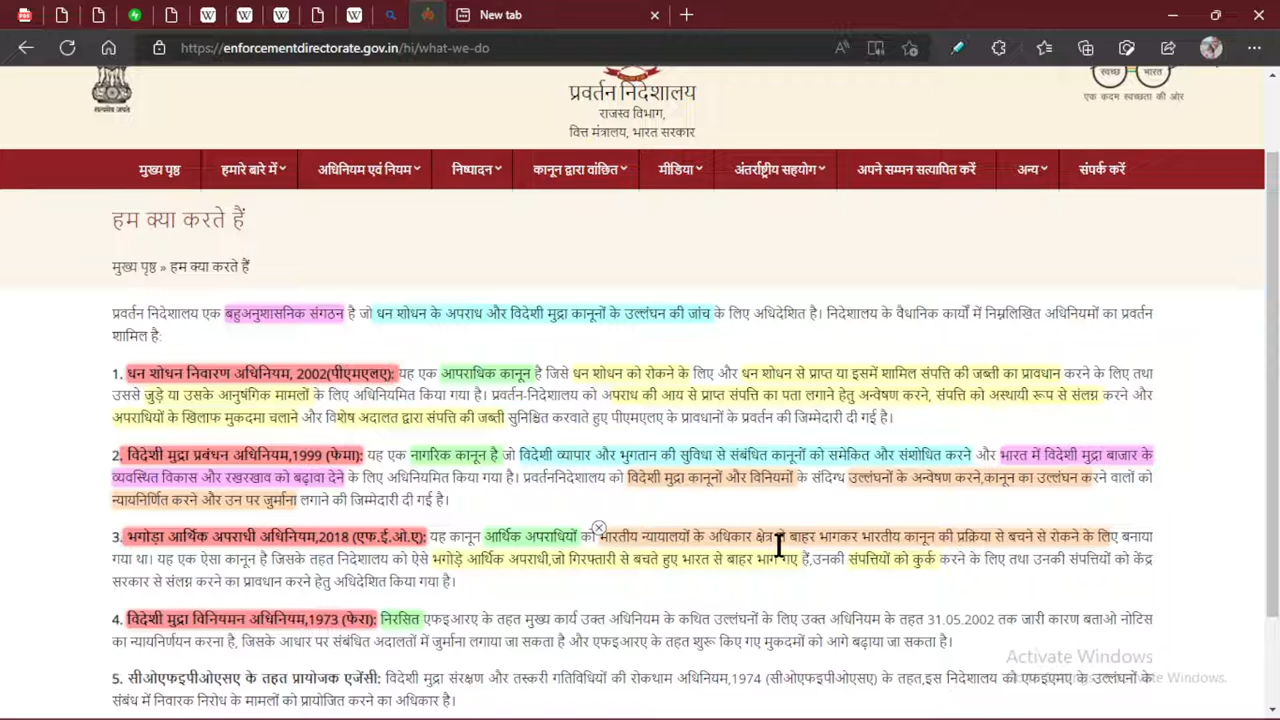 New tab
https://enforcementdirectorate.gov.in/hi/what-we-do
सत्यमेव जयते
प्रवर्तन निदेशालय
राजस्व विभाग,
वित्त मंत्रालय, भारत सरकार
स्वच्छ भारत
एक कदम स्वच्छता की ओर
मुख्य पृष्ठ हमारे बारे में अधिनियम एवं नियम निष्पादन कानून द्वारा वांछित मीडिया अंतर्राष्ट्रीय सहयोग अपने सम्मन सत्यापित करें अन्य संपर्क करें
हम क्या करते हैं
मुख्य पृष्ठ » हम क्या करते हैं
प्रवर्तन निदेशालय एक बहुअनुशासनिक संगठन है जो धन शोधन के अपराध और विदेशी मुद्रा कानूनों के उल्लंघन की जांच के लिए अधिदेशित है। निदेशालय के वैधानिक कार्यों में निम्नलिखित अधिनियमों का प्रवर्तन
शामिल है:
1. धन शोधन निवारण अधिनियम, 2002(पीएमएलए): यह एक आपराधिक कानून है जिसे धन शोधन को रोकने के लिए और धन शोधन से प्राप्त या इसमें शामिल संपत्ति की जब्ती का प्रावधान करने के लिए तथा
उससे जुड़े या उसके आनुषंगिक मामलों के लिए अधिनियमित किया गया है। प्रवर्तन-निदेशालय को अपराध की आय से प्राप्त संपत्ति का पता लगाने हेतु अन्वेषण करने, संपत्ति को अस्थायी रूप से संलग्न करने और
अपराधियों के खिलाफ मुकदमा चलाने और विशेष अदालत द्वारा संपत्ति की जब्ती सुनिश्चित करवाते हुए पीएमएलए के प्रावधानों के प्रवर्तन की जिम्मेदारी दी गई है।
2. विदेशी मुद्रा प्रबंधन अधिनियम,1999 (फेमा): यह एक नागरिक कानून है जो विदेशी व्यापार और भुगतान की सुविधा से संबंधित कानूनों को समेकित और संशोधित करने और भारत में विदेशी मुद्रा बाजार के
व्यवस्थित विकास और रखरखाव को बढ़ावा देने के लिए अधिनियमित किया गया है। प्रवर्तननिदेशालय को विदेशी मुद्रा कानूनों और विनियमों के संदिग्ध उल्लंघनों के अन्वेषण करने,कानून का उल्लंघन करने वालों को
न्यायनिर्णित करने और उन पर जुर्माना लगाने की जिम्मेदारी दी गई है।
3. भगोड़ा आर्थिक अपराधी अधिनियम,2018 (एफ.ई.ओ.ए): यह कानून आर्थिक अपराधियों को भारतीय न्यायालयों के अधिकार क्षेत्र से बाहर भागकर भारतीय कानून की प्रक्रिया से बचने से रोकने के लिए बनाया
गया था। यह एक ऐसा कानून है जिसके तहत निदेशालय को ऐसे भगोड़े आर्थिक अपराधी,जो गिरफ्तारी से बचते हुए भारत से बाहर भाग गए हैं,उनकी संपत्तियों को कुर्क करने के लिए तथा उनकी संपत्तियों को केंद्र
सरकार से संलग्न करने का प्रावधान करने हेतु अधिदेशित किया गया है।
4. विदेशी मुद्रा विनियमन अधिनियम,1973 (फेरा): निरसित एफइआरए के तहत मुख्य कार्य उक्त अधिनियम के कथित उल्लंघनों के लिए उक्त अधिनियम के तहत 31.05.2002 तक जारी कारण बताओ नोटिस
का न्यायनिर्णयन करना है, जिसके आधार पर संबंधित अदालतों में जुर्माना लगाया जा सकता है और एफइआरए के तहत शुरू किए गए मुकदमों को आगे बढ़ाया जा सकता है।
Activate Windows
5. सीओएफइपीओएसए के तहत प्रायोजक एजेंसी: विदेशी मुद्रा संरक्षण और तस्करी गतिविधियों की रोकथाम अधिनियम,1974 (सीओएफइपीओएसए) के तहत,इस निदेशालय को एफइएमए के उल्लंघनों के
संबंध में निवारक निरोध के मामलों को प्रायोजित करने का अधिकार है।